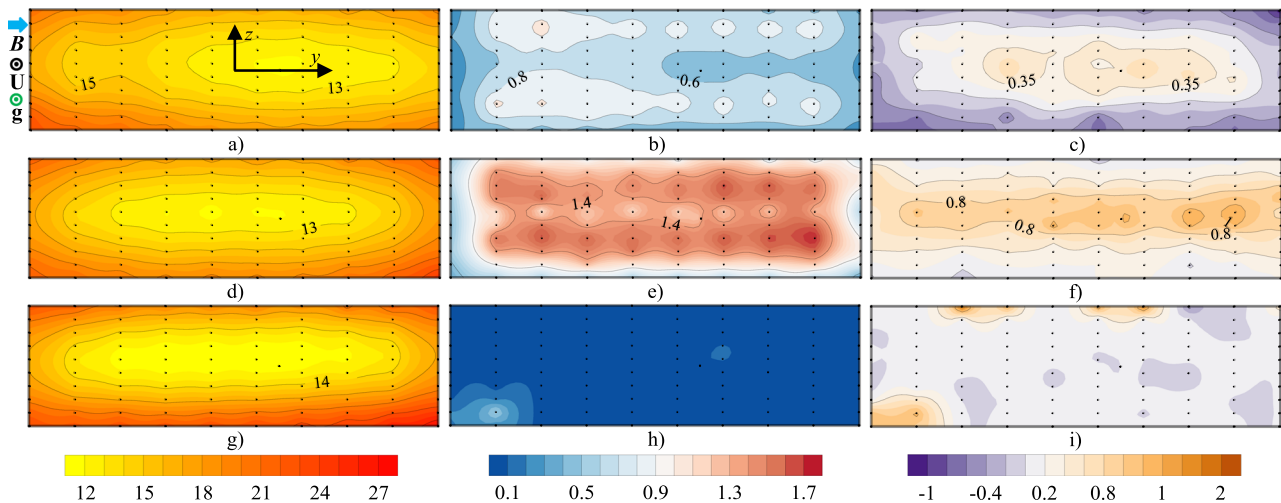 B
U
g
z
y
15
13
a)
0.8
0.6
b)
0.35
0.35
c)
13
d)
1.4
1.4
e)
0.8
0.8
1
0.8
f)
14
g)
h)
i)
12 15 18 21 24 27
0.1 0.5 0.9 1.3 1.7
-1 -0.4 0.2 0.8 1 2